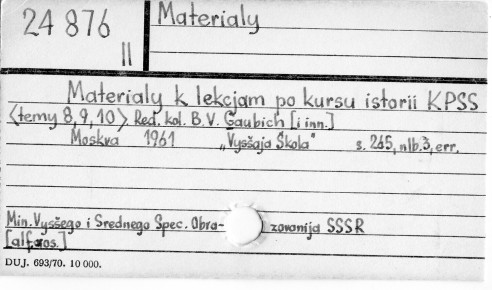 24 876
II
Materialy
Materialy k lekcjam po kursu istorii KPSS
<temy 8, 9, 10> Red. kol. B. V. Gaubich [i inn.]
Moskva 1961 „Vysšaja Škola" s. 265, nlb. 3, err.
Min. Vysšego i Srednego Spec. Obra- zovanija SSSR
[alf. ros.]
DUJ. 693/70. 10 000.